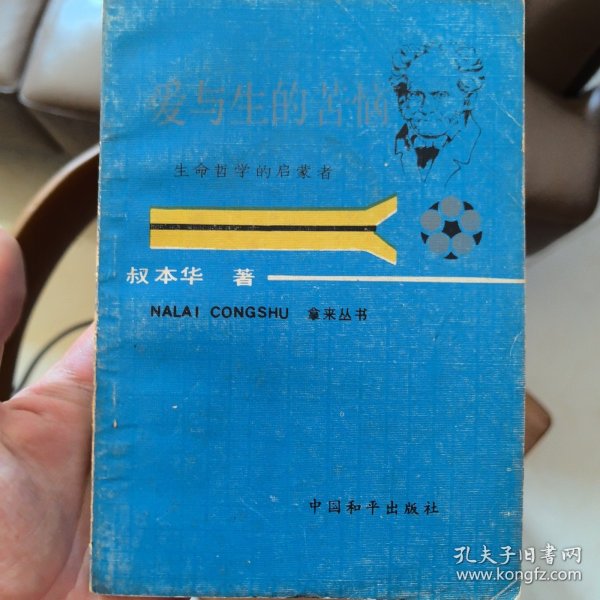 爱与生的苦恼
生命哲学的启蒙者
叔本华 著
NALAI CONGSHU 拿来丛书
中国和平出版社
孔夫子旧书网
www.kongfz.com